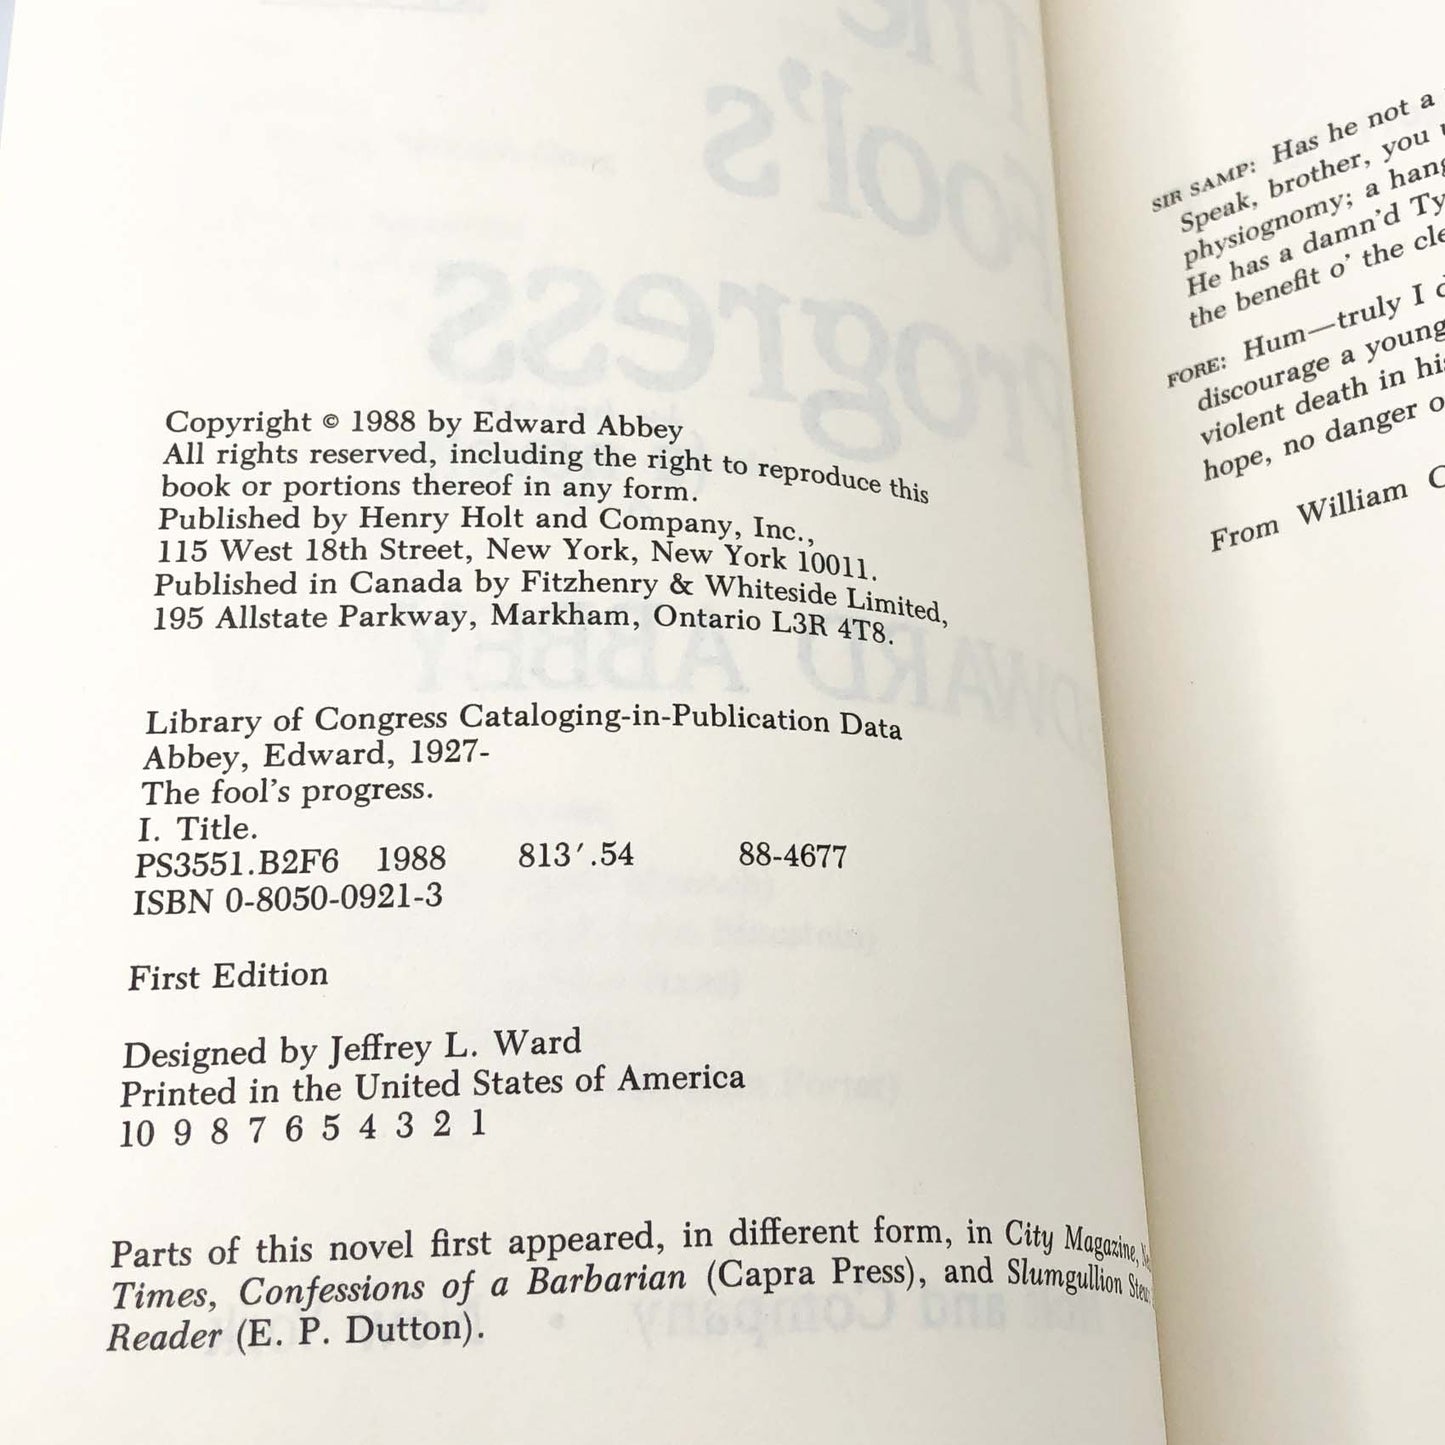 Copyright © 1988 by Edward Abbey
All rights reserved, including the right to reproduce this
book or portions thereof in any form.
Published by Henry Holt and Company, Inc.,
115 West 18th Street, New York, New York 10011.
Published in Canada by Fitzhenry & Whiteside Limited,
195 Allstate Parkway, Markham, Ontario L3R 4T8.
Library of Congress Cataloging-in-Publication Data
Abbey, Edward, 1927-
The fool's progress.
I. Title.
PS3551.B2F6 1988 813′.54 88-4677
ISBN 0-8050-0921-3
First Edition
Designed by Jeffrey L. Ward
Printed in the United States of America
10 9 8 7 6 5 4 3 2 1
Parts of this novel first appeared, in different form, in City Magazine,
Times, Confessions of a Barbarian (Capra Press), and Slumgullion
Reader (E. P. Dutton).
SIR SAMP: Has he not a
Speak, brother, you
physiognomy; a hang
He has a damn'd Ty
the benefit o' the cle
FORE: Hum—truly I
discourage a young
violent death in his
hope, no danger o
From William C